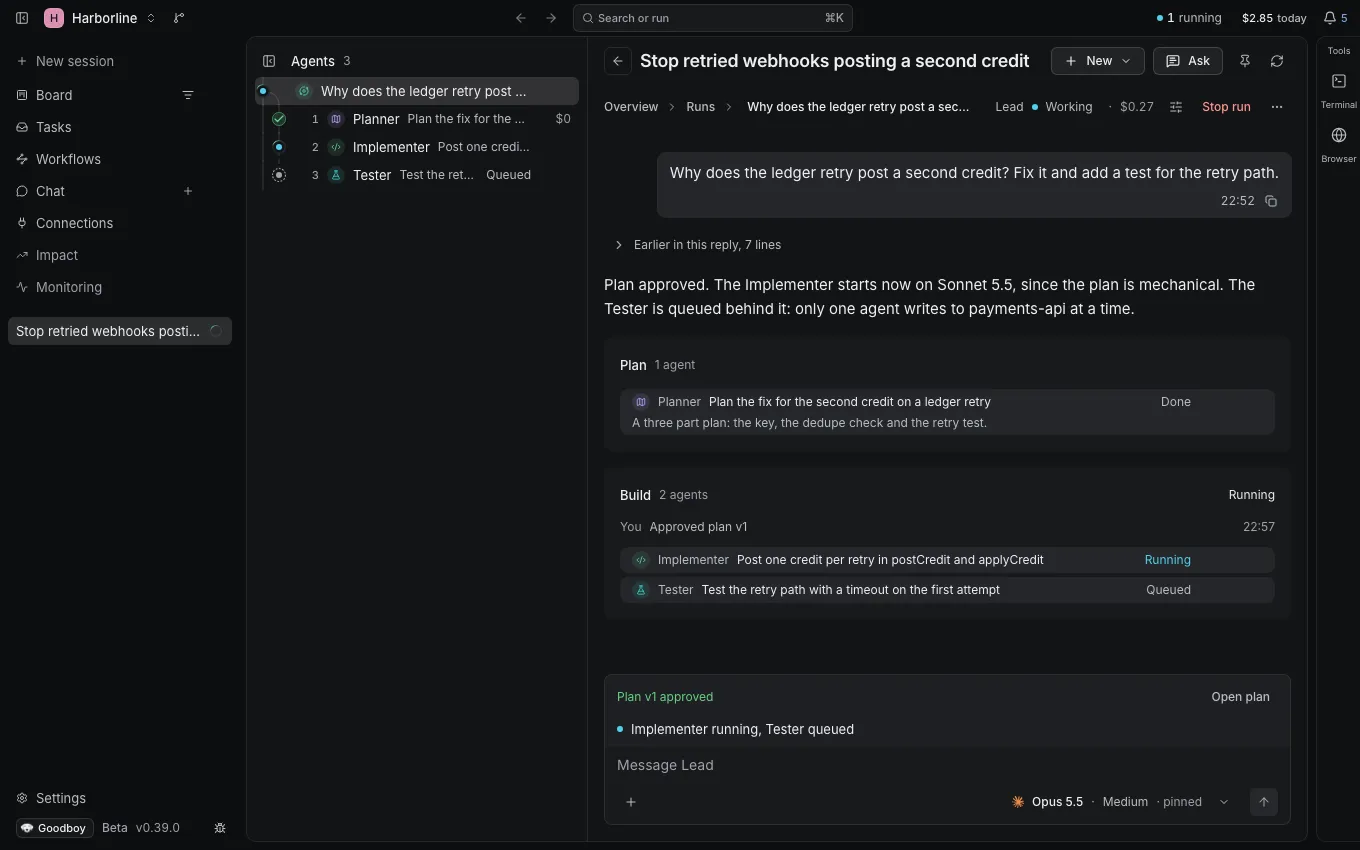 H Harborline
Search or run ⌘K
1 running $2.85 today 5
New session
Board
Tasks
Workflows
Chat
Connections
Impact
Monitoring
Stop retried webhooks posti...
Settings
Goodboy Beta v0.39.0
Agents 3
Why does the ledger retry post ...
1 Planner Plan the fix for the ... $0
2 Implementer Post one credi...
3 Tester Test the ret... Queued
Stop retried webhooks posting a second credit
New
Ask
Overview Runs Why does the ledger retry post a sec... Lead Working · $0.27 Stop run
Why does the ledger retry post a second credit? Fix it and add a test for the retry path.
22:52
Earlier in this reply, 7 lines
Plan approved. The Implementer starts now on Sonnet 5.5, since the plan is mechanical. The
Tester is queued behind it: only one agent writes to payments-api at a time.
Plan 1 agent
Planner Plan the fix for the second credit on a ledger retry Done
A three part plan: the key, the dedupe check and the retry test.
Build 2 agents Running
You Approved plan v1 22:57
Implementer Post one credit per retry in postCredit and applyCredit Running
Tester Test the retry path with a timeout on the first attempt Queued
Plan v1 approved Open plan
Implementer running, Tester queued
Message Lead
Opus 5.5 · Medium · pinned
Tools
Terminal
Browser